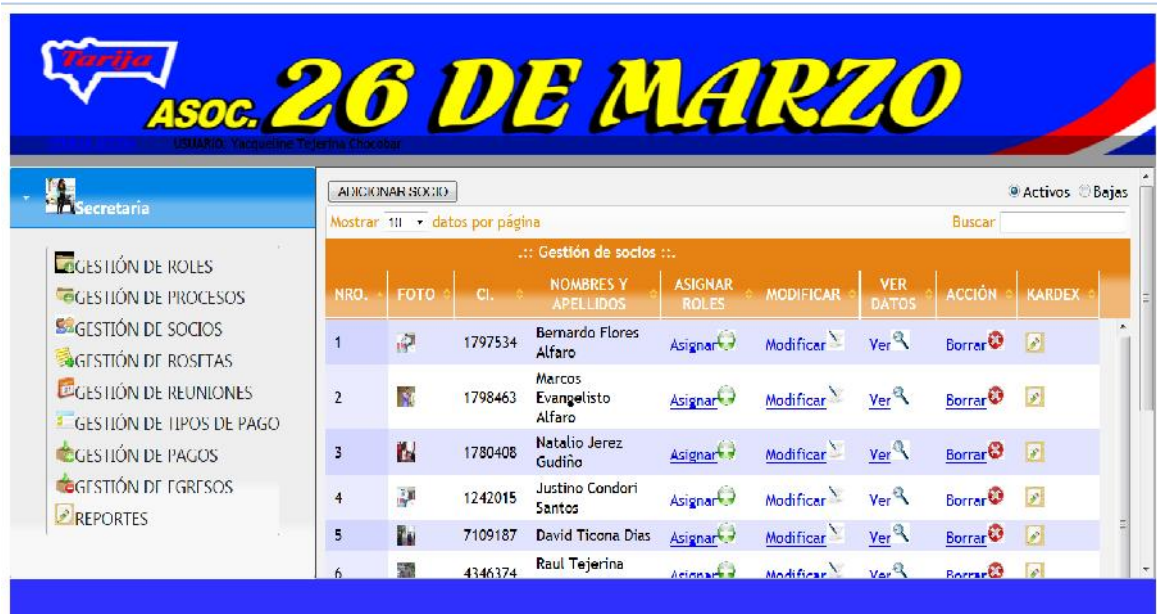 Tarija
ASOC. 26 DE MARZO
USUARIO: Yacqueline Tejerina Chocobar
Secretaria
GESTIÓN DE ROLES
GESTIÓN DE PROCESOS
GESTIÓN DE SOCIOS
GESTIÓN DE ROSETAS
GESTIÓN DE REUNIONES
GESTIÓN DE TIPOS DE PAGO
GESTIÓN DE PAGOS
GESTIÓN DE EGRESOS
REPORTES
ADICIONAR SOCIO
Activos Bajas
Mostrar 10 datos por página
Buscar
.:: Gestión de socios ::.
NRO. FOTO CI. NOMBRES Y APELLIDOS ASIGNAR ROLES MODIFICAR VER DATOS ACCIÓN KARDEX
1 1797534 Bernardo Flores Alfaro Asignar Modificar Ver Borrar
2 1798463 Marcos Evangelisto Alfaro Asignar Modificar Ver Borrar
3 1780408 Natalio Jerez Gudiño Asignar Modificar Ver Borrar
4 1242015 Justino Condori Santos Asignar Modificar Ver Borrar
5 7109187 David Ticona Dias Asignar Modificar Ver Borrar
6 4346374 Raul Tejerina Asignar Modificar Ver Borrar